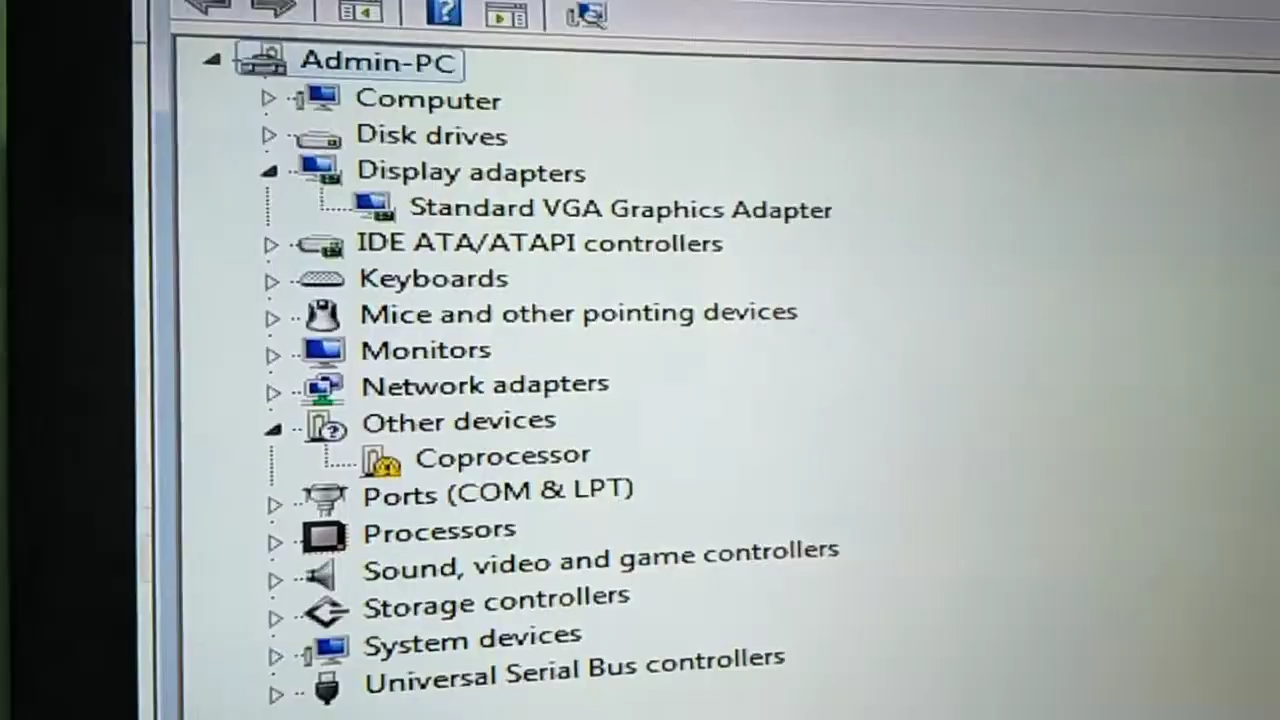 Admin-PC
Computer
Disk drives
Display adapters
Standard VGA Graphics Adapter
IDE ATA/ATAPI controllers
Keyboards
Mice and other pointing devices
Monitors
Network adapters
Other devices
Coprocessor
Ports (COM & LPT)
Processors
Sound, video and game controllers
Storage controllers
System devices
Universal Serial Bus controllers